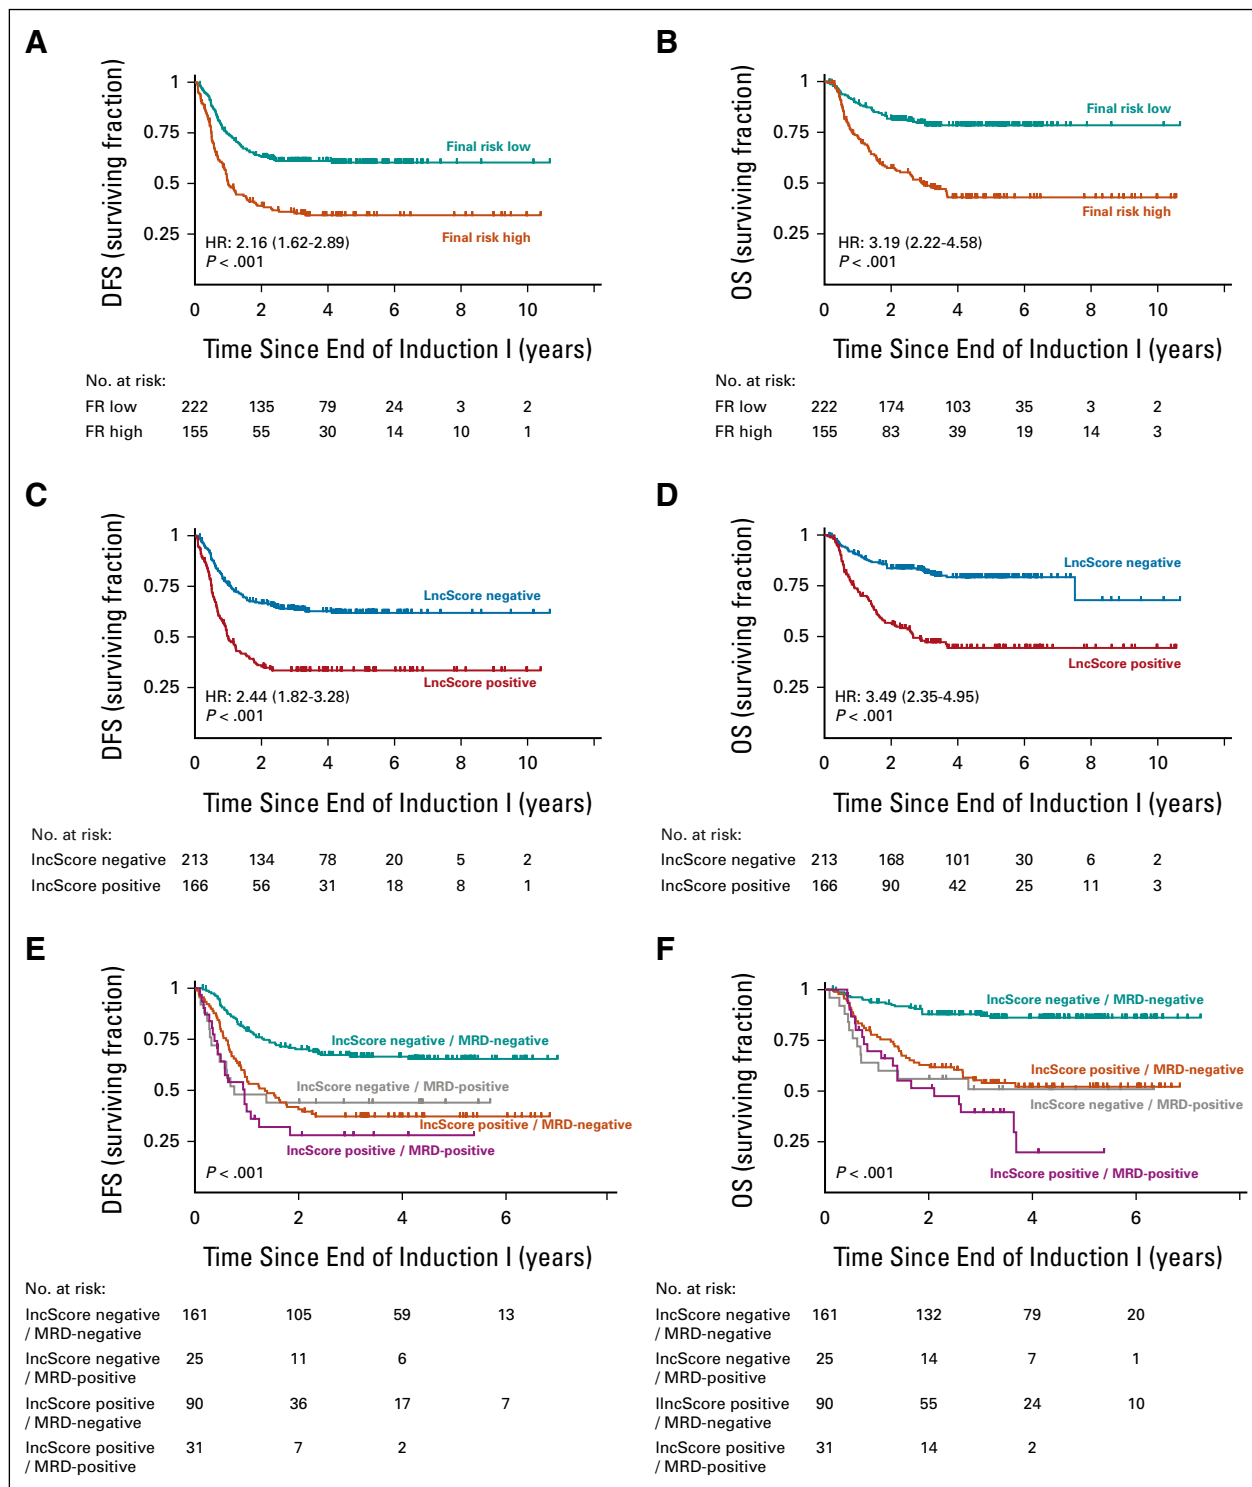 A
DFS (surviving fraction)
1
0.75
0.5
0.25
Final risk low
Final risk high
HR: 2.16 (1.62-2.89)
P < .001
0 2 4 6 8 10
Time Since End of Induction I (years)
No. at risk:
FR low 222 135 79 24 3 2
FR high 155 55 30 14 10 1
B
OS (surviving fraction)
1
0.75
0.5
0.25
Final risk low
Final risk high
HR: 3.19 (2.22-4.58)
P < .001
0 2 4 6 8 10
Time Since End of Induction I (years)
No. at risk:
FR low 222 174 103 35 3 2
FR high 155 83 39 19 14 3
C
DFS (surviving fraction)
1
0.75
0.5
0.25
LncScore negative
LncScore positive
HR: 2.44 (1.82-3.28)
P < .001
0 2 4 6 8 10
Time Since End of Induction I (years)
No. at risk:
lncScore negative 213 134 78 20 5 2
lncScore positive 166 56 31 18 8 1
D
OS (surviving fraction)
1
0.75
0.5
0.25
LncScore negative
LncScore positive
HR: 3.49 (2.35-4.95)
P < .001
0 2 4 6 8 10
Time Since End of Induction I (years)
No. at risk:
lncScore negative 213 168 101 30 6 2
lncScore positive 166 90 42 25 11 3
E
DFS (surviving fraction)
1
0.75
0.5
0.25
lncScore negative / MRD-negative
lncScore negative / MRD-positive
lncScore positive / MRD-negative
lncScore positive / MRD-positive
P < .001
0 2 4 6
Time Since End of Induction I (years)
No. at risk:
lncScore negative 161 105 59 13
/ MRD-negative
lncScore negative 25 11 6
/ MRD-positive
lncScore positive 90 36 17 7
/ MRD-negative
lncScore positive 31 7 2
/ MRD-positive
F
OS (surviving fraction)
1
0.75
0.5
0.25
lncScore negative / MRD-negative
lncScore positive / MRD-negative
lncScore negative / MRD-positive
lncScore positive / MRD-positive
P < .001
0 2 4 6
Time Since End of Induction I (years)
No. at risk:
lncScore negative 161 132 79 20
/ MRD-negative
lncScore negative 25 14 7 1
/ MRD-positive
llncScore positive 90 55 24 10
/ MRD-negative
lncScore positive 31 14 2
/ MRD-positive